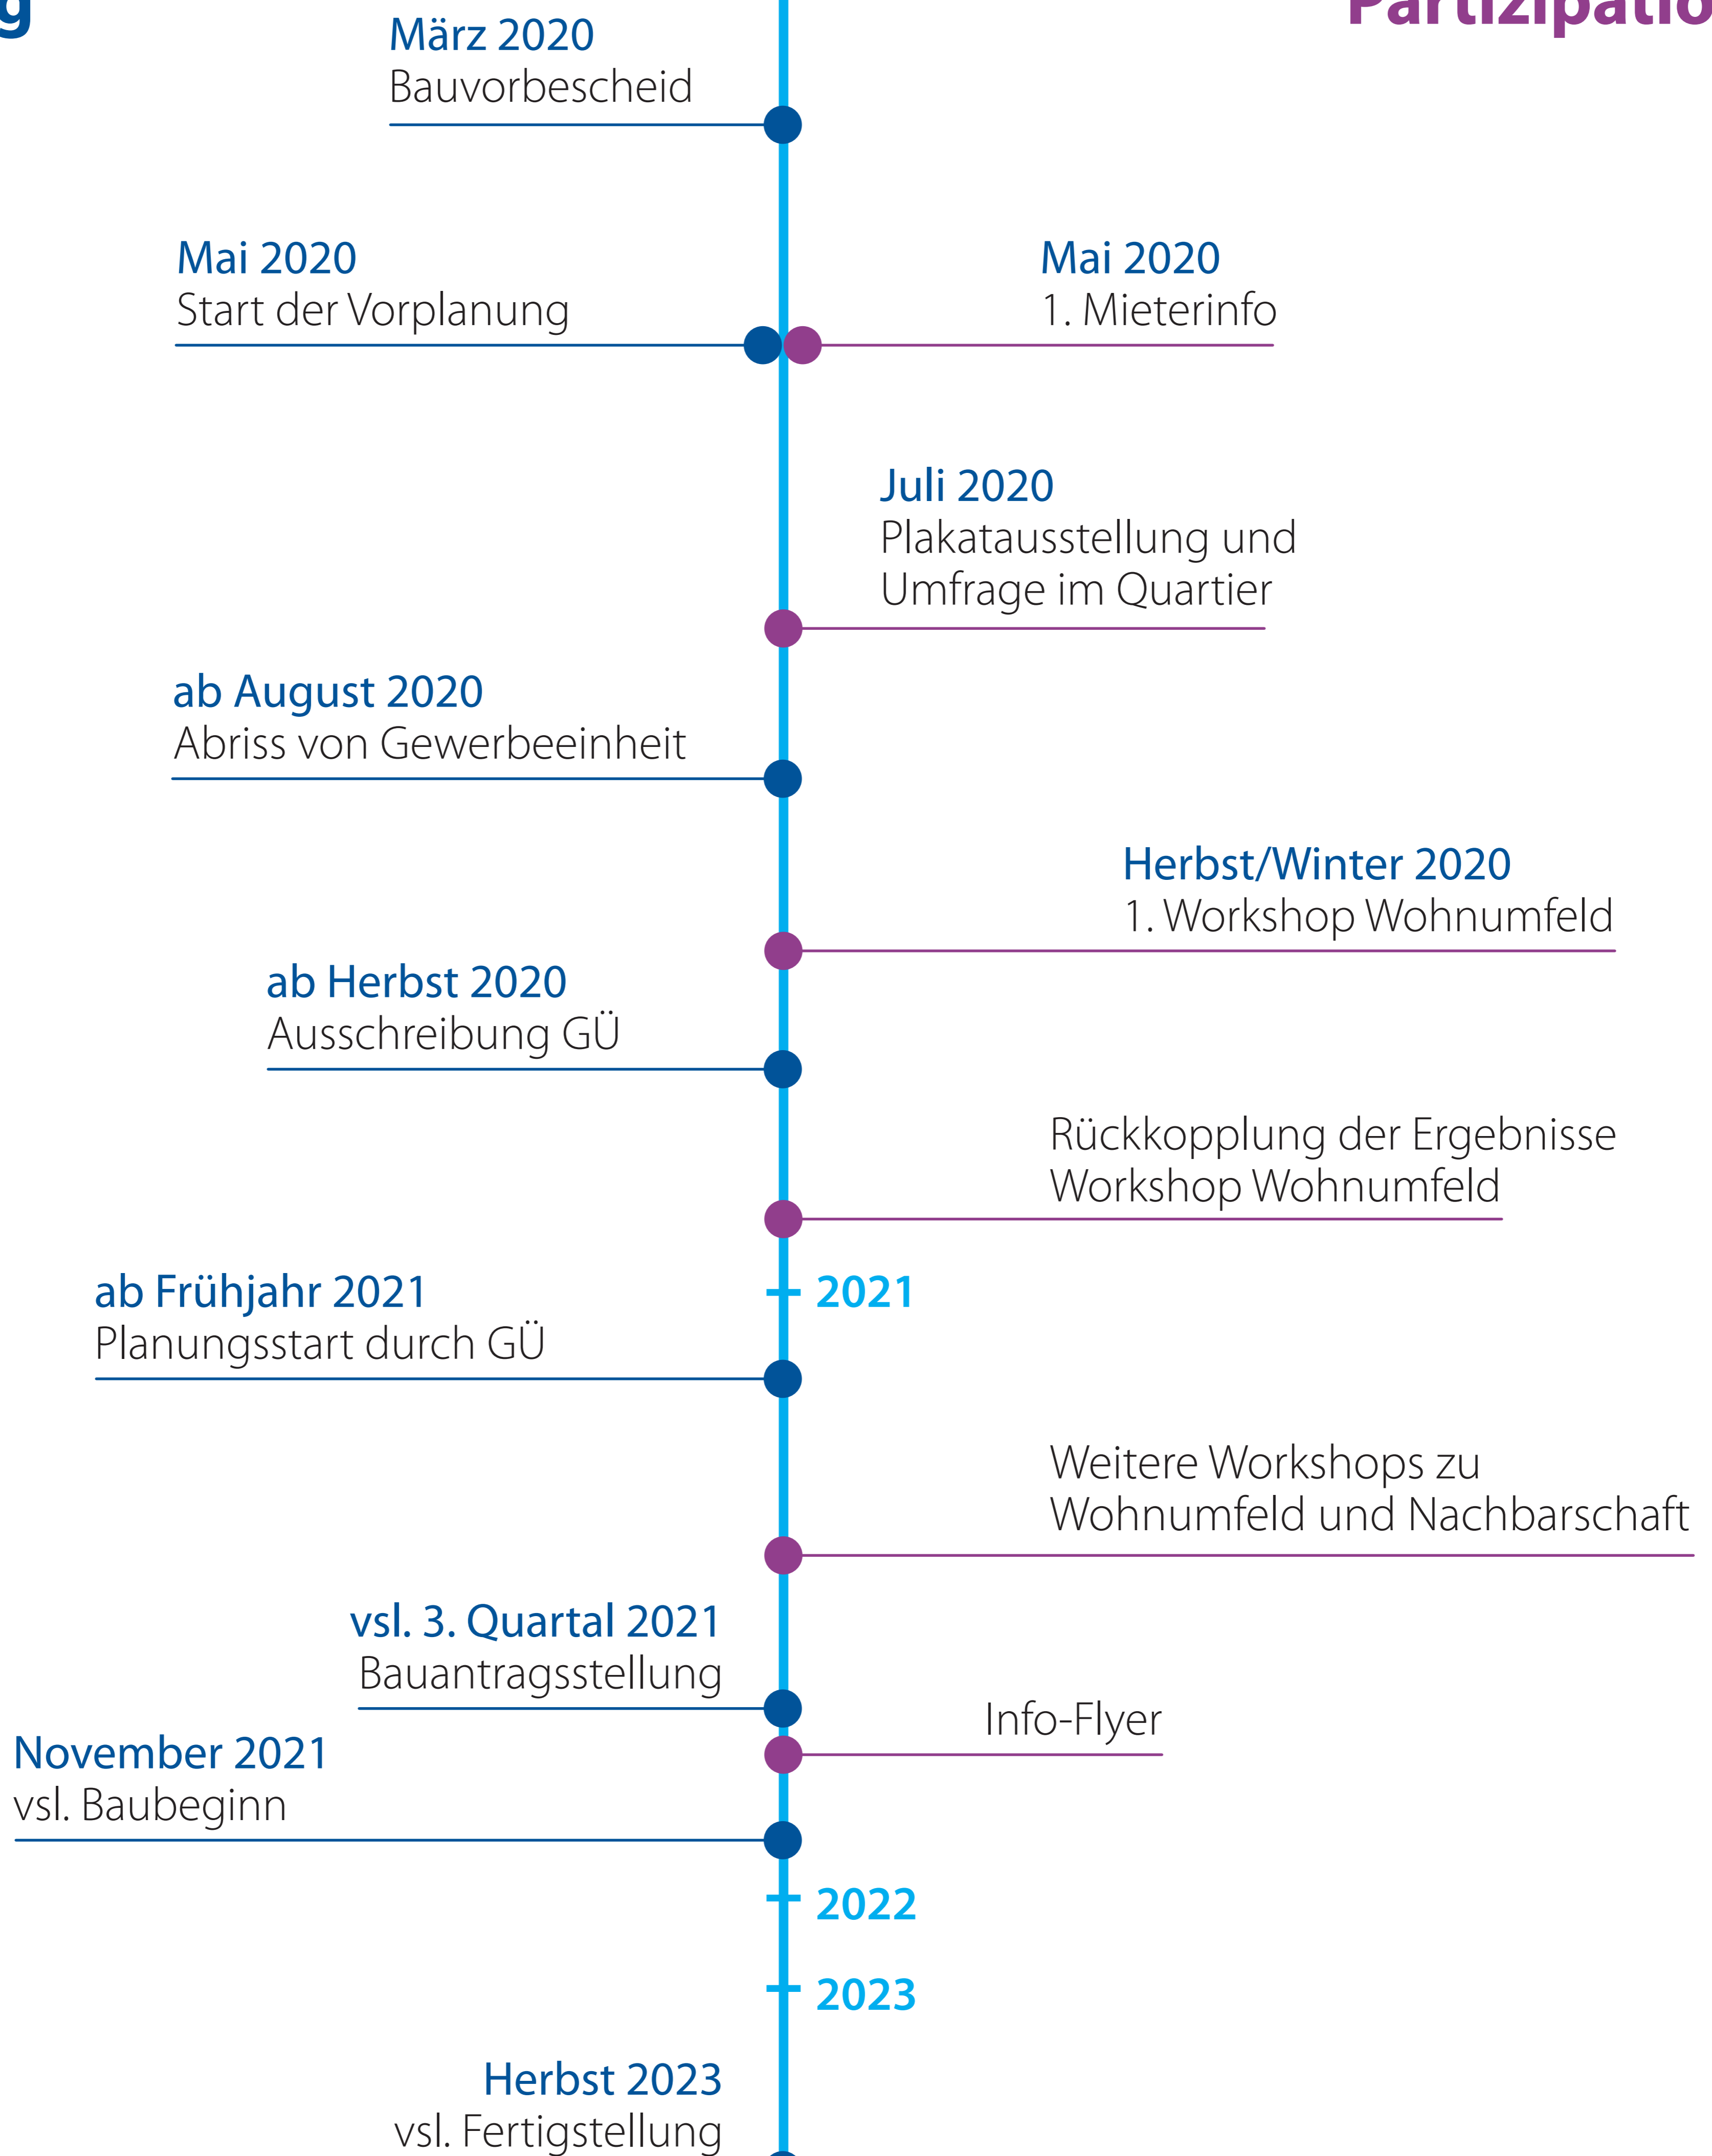 März 2020
Bauvorbescheid
Mai 2020
Start der Vorplanung
Mai 2020
1. Mieterinfo
Juli 2020
Plakatausstellung und
Umfrage im Quartier
ab August 2020
Abriss von Gewerbeeinheit
Herbst/Winter 2020
1. Workshop Wohnumfeld
ab Herbst 2020
Ausschreibung GÜ
Rückkopplung der Ergebnisse
Workshop Wohnumfeld
2021
ab Frühjahr 2021
Planungsstart durch GÜ
Weitere Workshops zu
Wohnumfeld und Nachbarschaft
vsl. 3. Quartal 2021
Bauantragsstellung
Info-Flyer
November 2021
vsl. Baubeginn
2022
2023
Herbst 2023
vsl. Fertigstellung